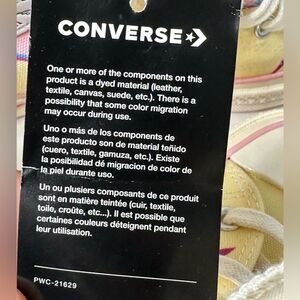 CONVERSE
One or more of the components on this
product is a dyed material (leather,
textile, canvas, suede, etc.). There is a
possibility that some color migration
may occur during use.
Uno o más de los componentes de
este producto son de material teñido
(cuero, textile, gamuza, etc.). Existe
la posibilidad dé migracion de color de
la piel durante uso.
Un ou plusiers composants de ce produit
sont en matière teintée (cuir, textile,
toile, croûte, etc...). Il est possible que
certaines couleurs déteignent pendant
leur utilisation.
PWC-21629